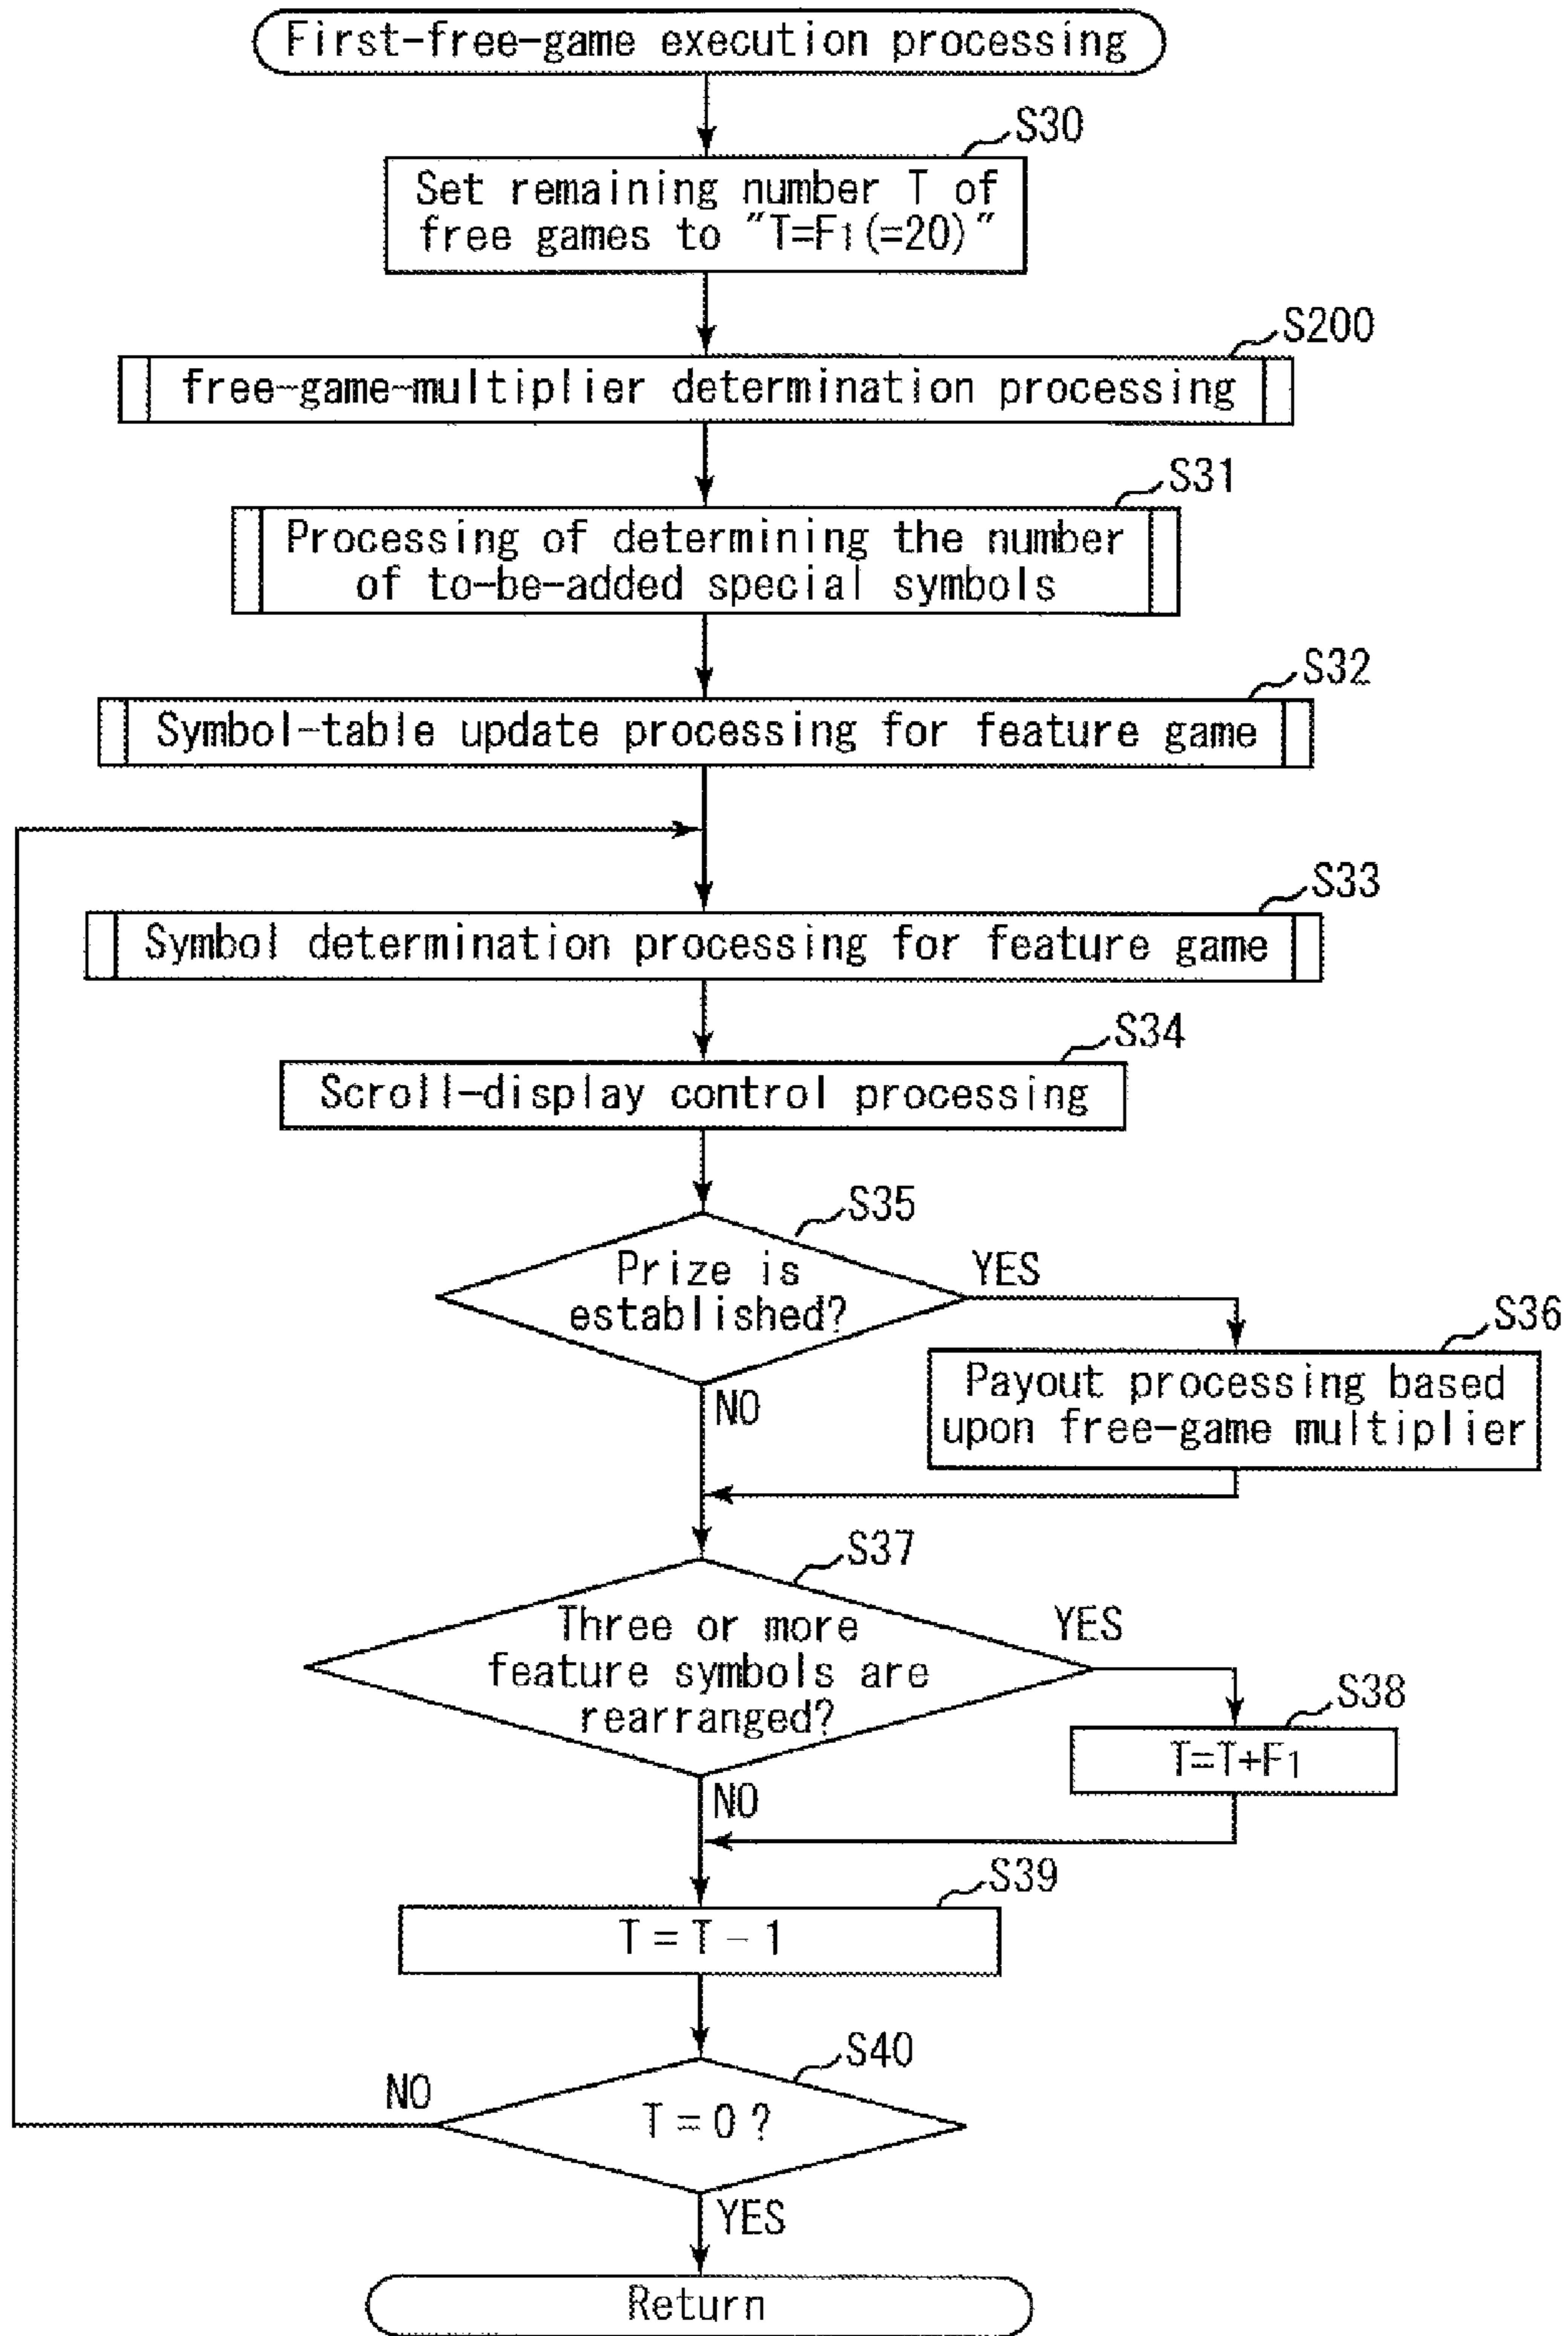 First-free-game execution processing
S30
Set remaining number T of
free games to "T=F1(=20)"
S200
free-game-multiplier determination processing
S31
Processing of determining the number
of to-be-added special symbols
S32
Symbol-table update processing for feature game
S33
Symbol determination processing for feature game
S34
Scroll-display control processing
S35
Prize is
established?
YES
NO
S36
Payout processing based
upon free-game multiplier
S37
Three or more
feature symbols are
rearranged?
YES
NO
S38
T=T+F1
S39
T=T-1
S40
T=0?
NO
YES
Return